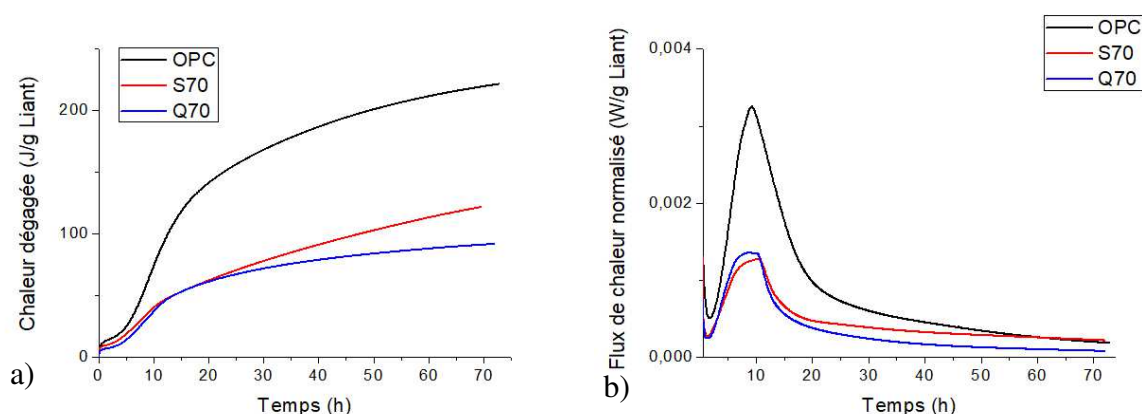 OPC
S70
Q70
Chaleur dégagée (J/g Liant)
200
100
0
0 10 20 30 40 50 60 70
Temps (h)
a)
OPC
S70
Q70
Flux de chaleur normalisé (W/g Liant)
0,004
0,002
0,000
10 20 30 40 50 60 70
Temps (h)
b)